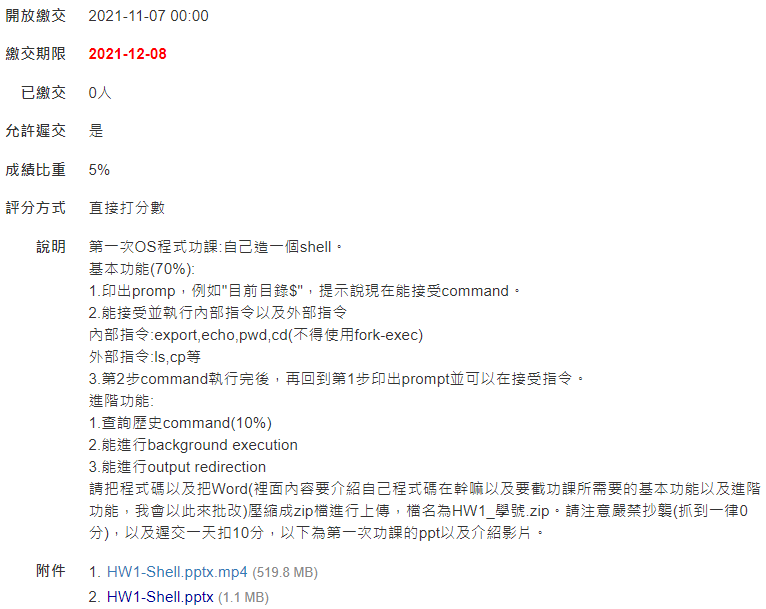 開放繳交 2021-11-07 00:00
繳交期限 2021-12-08
已繳交 0人
允許遲交 是
成績比重 5%
評分方式 直接打分數
說明 第一次OS程式功課:自己造一個shell。
基本功能(70%):
1.印出promp，例如"目前目錄$"，提示說現在能接受command。
2.能接受並執行內部指令以及外部指令
內部指令:export,echo,pwd,cd(不得使用fork-exec)
外部指令:ls,cp等
3.第2步command執行完後，再回到第1步印出prompt並可以在接受指令。
進階功能:
1.查詢歷史command(10%)
2.能進行background execution
3.能進行output redirection
請把程式碼以及把Word(裡面內容要介紹自己程式碼在幹嘛以及要截功課所需要的基本功能以及進階
功能，我會以此來批改)壓縮成zip檔進行上傳，檔名為HW1_學號.zip。請注意嚴禁抄襲(抓到一律0
分)，以及遲交一天扣10分，以下為第一次功課的ppt以及介紹影片。
附件 1. HW1-Shell.pptx.mp4 (519.8 MB)
2. HW1-Shell.pptx (1.1 MB)